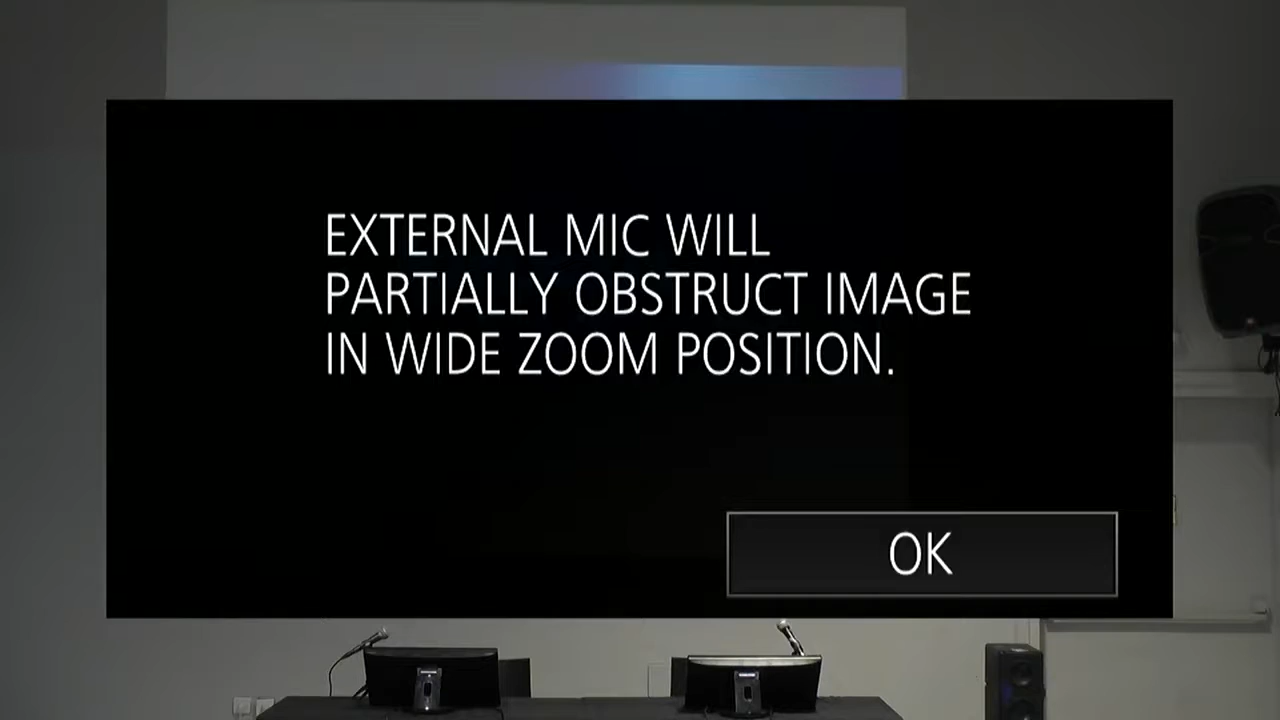 EXTERNAL MIC WILL
PARTIALLY OBSTRUCT IMAGE
IN WIDE ZOOM POSITION.
OK